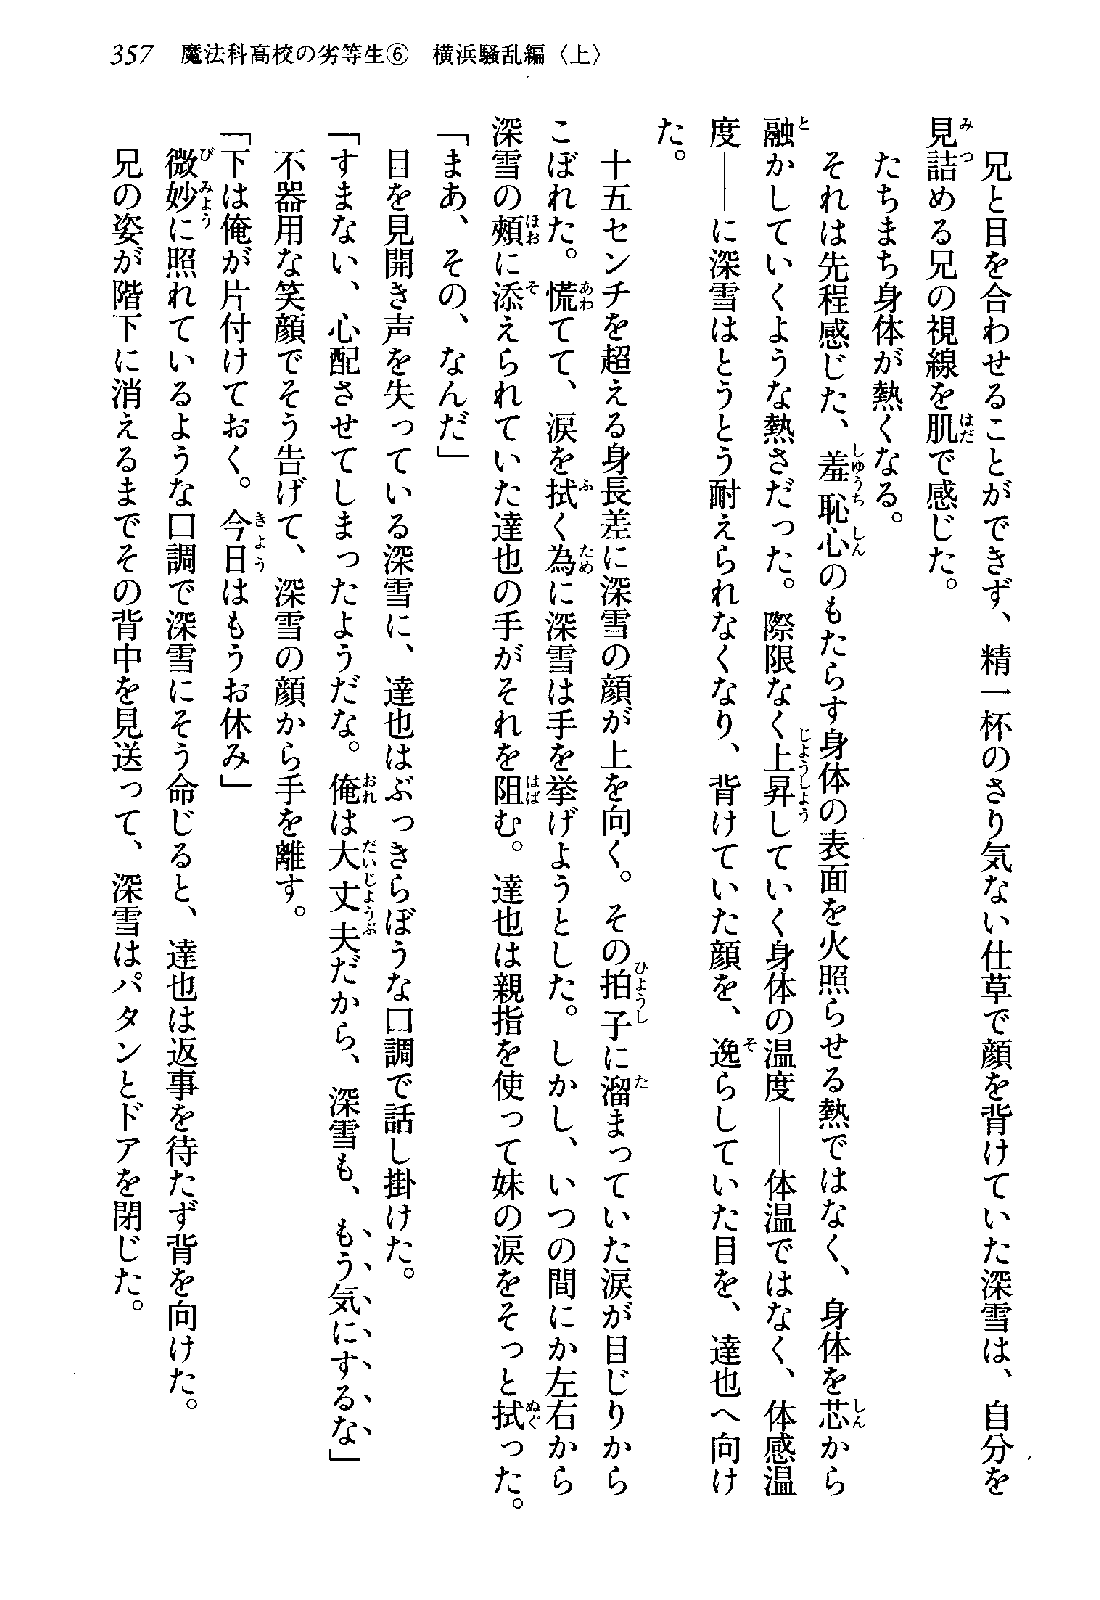 357 魔法科高校の劣等生⑥ 横浜騒乱編〈上〉
兄と目を合わせることができず、精一杯のさり気ない仕草で顔を背けていた深雪は、自分を
見詰める兄の視線を肌で感じた。
たちまち身体が熱くなる。
それは先程感じた、羞恥心のもたらす身体の表面を火照らせる熱ではなく、身体を芯から
融かしていくような熱さだった。際限なく上昇していく身体の温度――体温ではなく、体感温
度――に深雪はとうとう耐えられなくなり、背けていた顔を、逸らしていた目を、達也へ向け
た。
十五センチを超える身長差に深雪の顔が上を向く。その拍子に溜まっていた涙が目じりから
こぼれた。慌てて、涙を拭く為に深雪は手を挙げようとした。しかし、いつの間にか左右から
深雪の頰に添えられていた達也の手がそれを阻む。達也は親指を使って妹の涙をそっと拭った。
「まあ、その、なんだ」
目を見開き声を失っている深雪に、達也はぶっきらぼうな口調で話し掛けた。
「すまない、心配させてしまったようだな。俺は大丈夫だから、深雪も、もう気にするな」
不器用な笑顔でそう告げて、深雪の顔から手を離す。
「下は俺が片付けておく。今日はもうお休み」
微妙に照れているような口調で深雪にそう命じると、達也は返事を待たず背を向けた。
兄の姿が階下に消えるまでその背中を見送って、深雪はパタンとドアを閉じた。